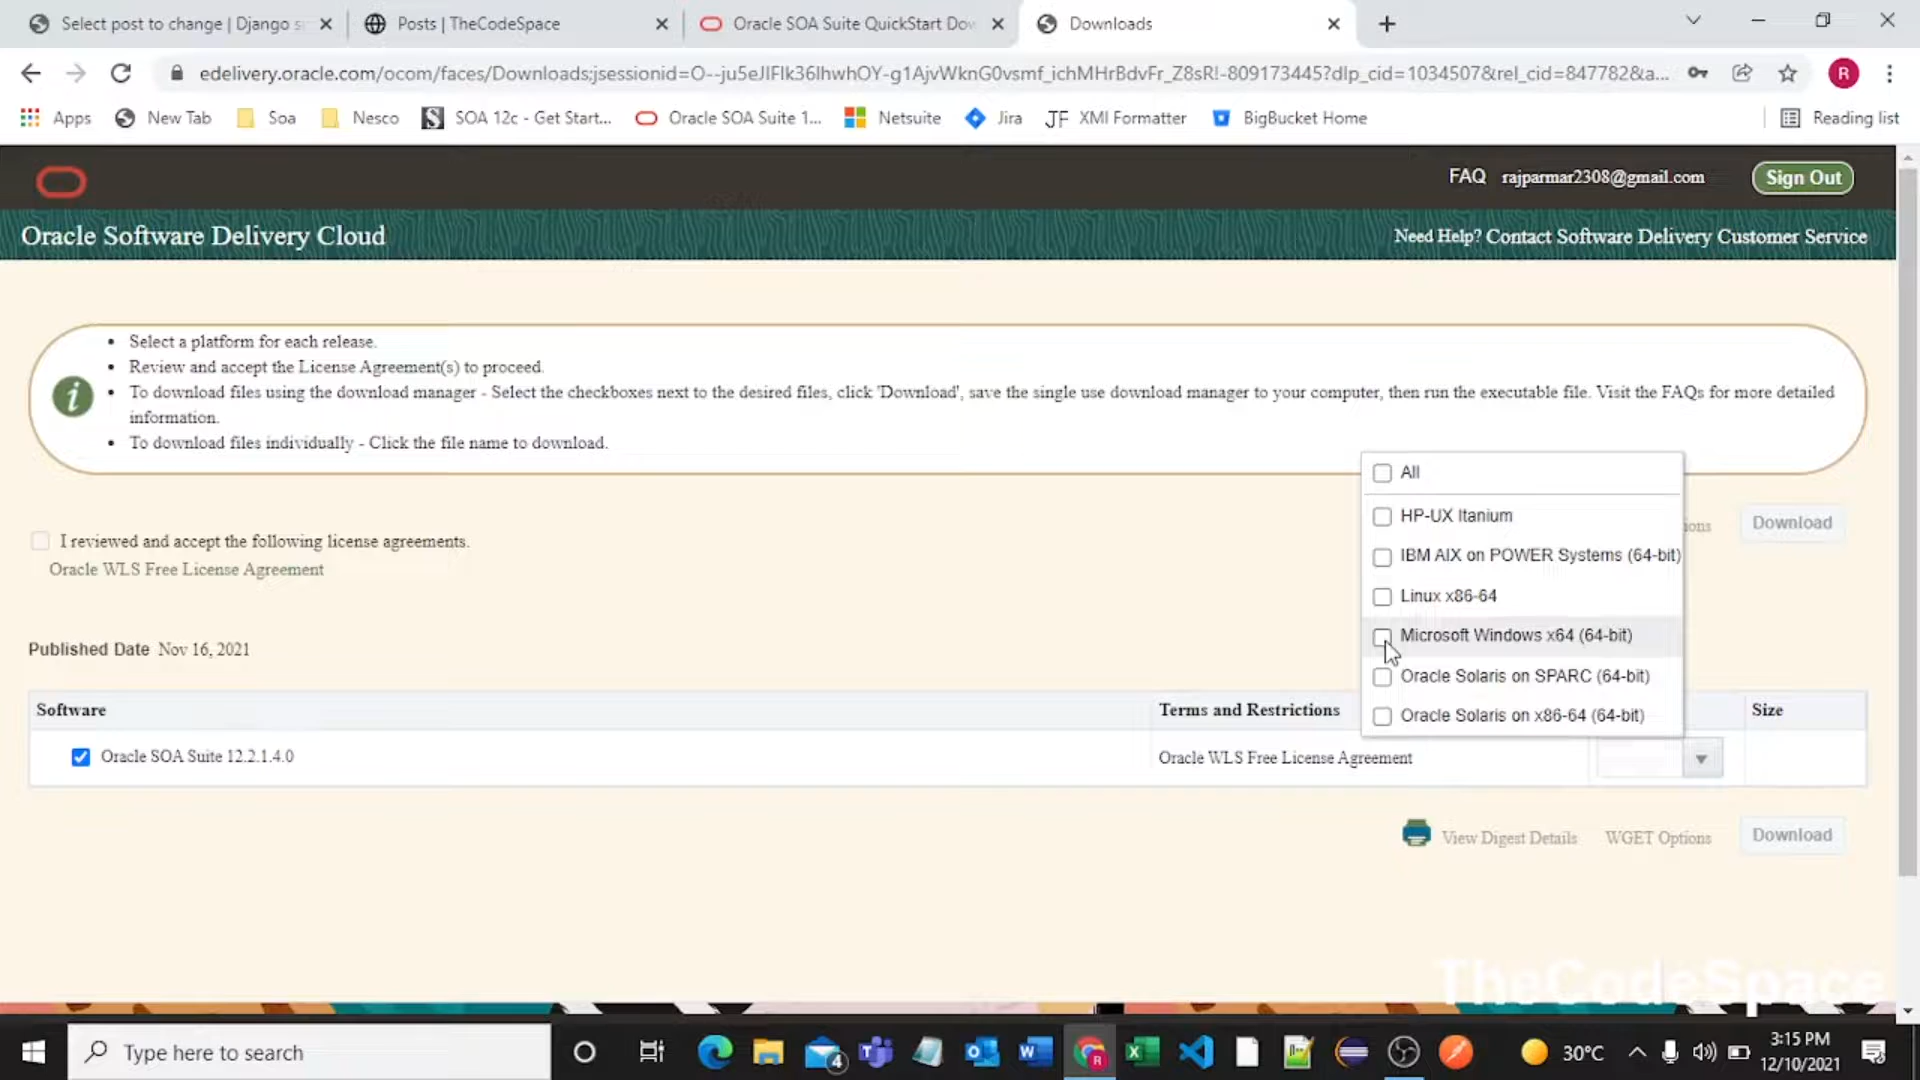 Select post to change | Django s
Posts | TheCodeSpace
Oracle SOA Suite QuickStart Dow
Downloads
edelivery.oracle.com/ocom/faces/Downloads;jsessionid=O--ju5eJIFlk36lhwhOY-g1AjvWknG0vsmf_ichMHrBdvFr_Z8sR!-809173445?dlp_cid=1034507&rel_cid=847782&a...
R
Apps
New Tab
Soa
Nesco
SOA 12c - Get Start...
Oracle SOA Suite 1...
Netsuite
Jira
JF XMI Formatter
BigBucket Home
Reading list
FAQ
rajparmar2308@gmail.com
Sign Out
Oracle Software Delivery Cloud
Need Help? Contact Software Delivery Customer Service
Select a platform for each release.
Review and accept the License Agreement(s) to proceed.
To download files using the download manager - Select the checkboxes next to the desired files, click 'Download', save the single use download manager to your computer, then run the executable file. Visit the FAQs for more detailed
information.
To download files individually - Click the file name to download.
All
HP-UX Itanium
IBM AIX on POWER Systems (64-bit)
Linux x86-64
Microsoft Windows x64 (64-bit)
Oracle Solaris on SPARC (64-bit)
Oracle Solaris on x86-64 (64-bit)
ions
Download
I reviewed and accept the following license agreements.
Oracle WLS Free License Agreement
Published Date Nov 16, 2021
Software
Terms and Restrictions
Size
Oracle SOA Suite 12.2.1.4.0
Oracle WLS Free License Agreement
View Digest Details
WGET Options
Download
TheCodeSpace
Type here to search
4
R
30°C
3:15 PM
12/10/2021